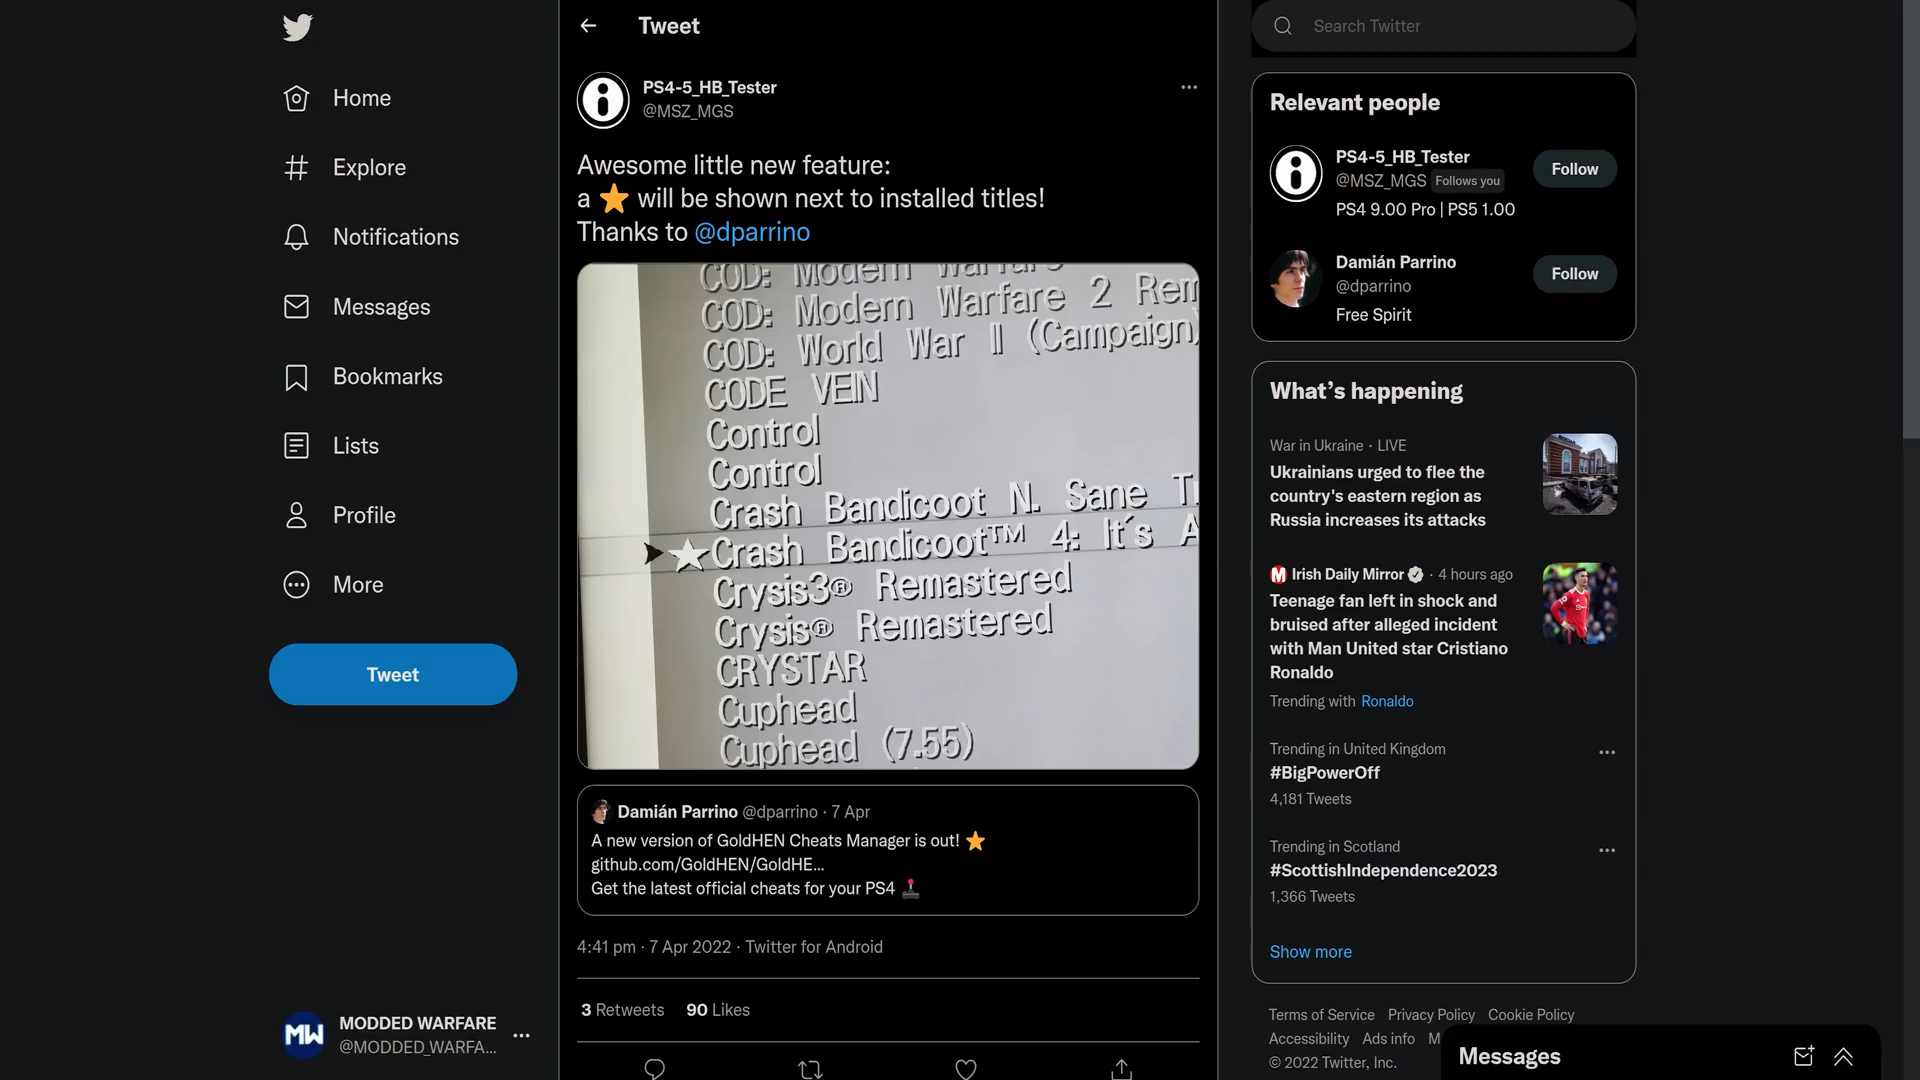 Home
Explore
Notifications
Messages
Bookmarks
Lists
Profile
More
Tweet
MW
MODDED WARFARE
@MODDED_WARFA...
Tweet
PS4-5_HB_Tester
@MSZ_MGS
Awesome little new feature:
a ⭐ will be shown next to installed titles!
Thanks to @dparrino
COD: Modern Warfare
COD: Modern Warfare 2 Rem
COD: World War II (Campaign)
CODE VEIN
Control
Control
Crash Bandicoot N. Sane T
★Crash Bandicoot™ 4: It´s A
Crysis3® Remastered
Crysis® Remastered
CRYSTAR
Cuphead
Cuphead (7.55)
Damián Parrino @dparrino · 7 Apr
A new version of GoldHEN Cheats Manager is out! ⭐
github.com/GoldHEN/GoldHE...
Get the latest official cheats for your PS4 🕹️
4:41 pm · 7 Apr 2022 · Twitter for Android
3 Retweets 90 Likes
Search Twitter
Relevant people
PS4-5_HB_Tester
@MSZ_MGS Follows you
Follow
PS4 9.00 Pro | PS5 1.00
Damián Parrino
@dparrino
Follow
Free Spirit
What's happening
War in Ukraine · LIVE
Ukrainians urged to flee the
country's eastern region as
Russia increases its attacks
M Irish Daily Mirror · 4 hours ago
Teenage fan left in shock and
bruised after alleged incident
with Man United star Cristiano
Ronaldo
Trending with Ronaldo
Trending in United Kingdom
#BigPowerOff
4,181 Tweets
Trending in Scotland
#ScottishIndependence2023
1,366 Tweets
Show more
Terms of Service Privacy Policy Cookie Policy
Accessibility Ads info M
© 2022 Twitter, Inc.
Messages